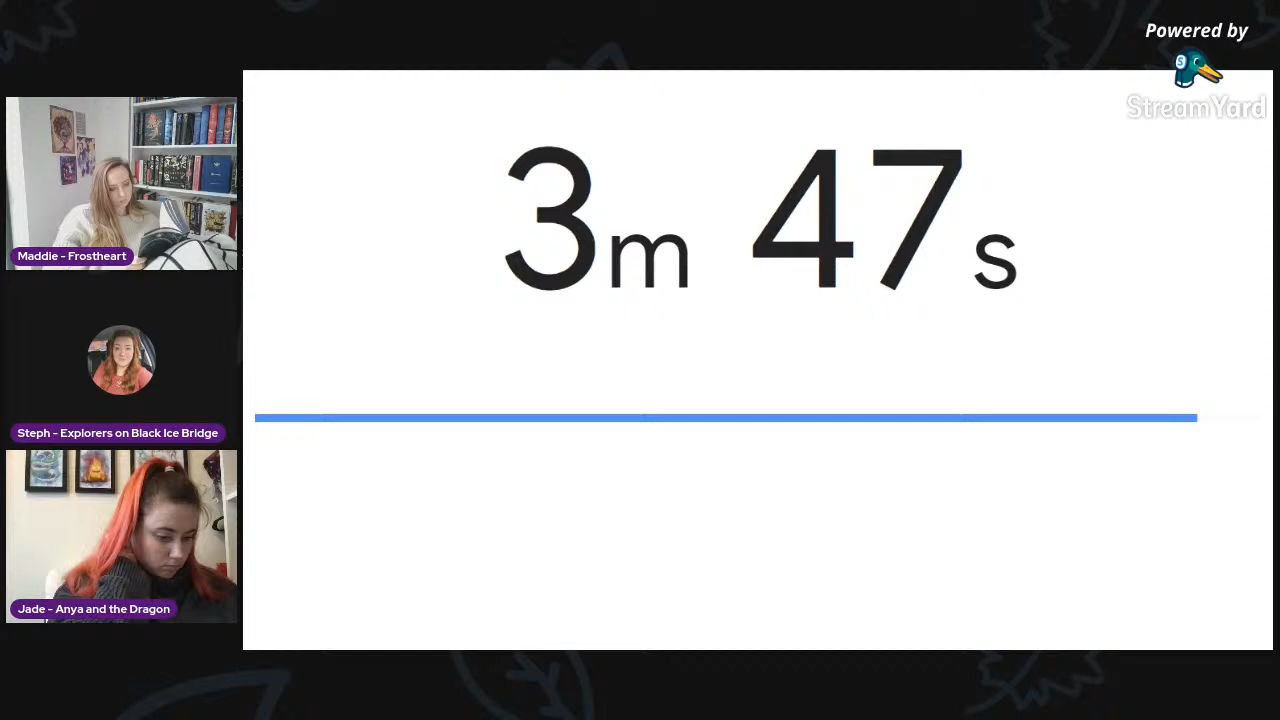 Powered by
StreamYard
3m 47s
Maddie - Frostheart
Steph - Explorers on Black Ice Bridge
Jade - Anya and the Dragon